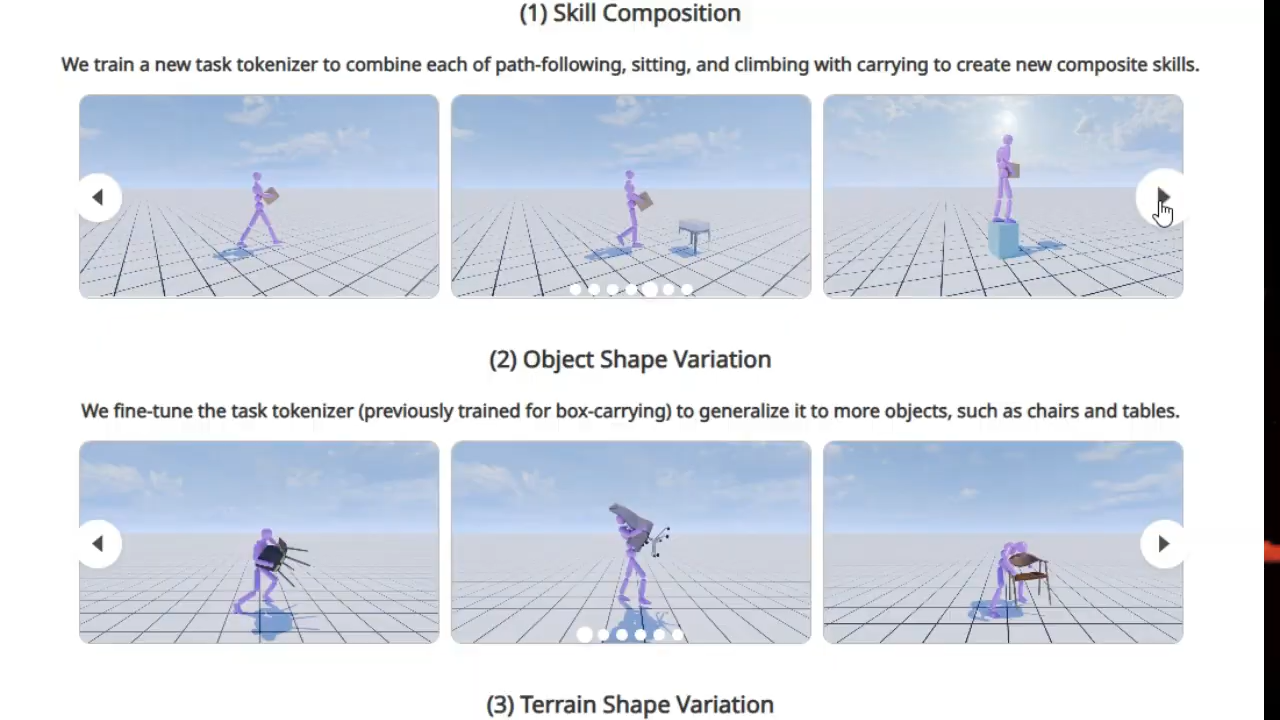 (1) Skill Composition
We train a new task tokenizer to combine each of path-following, sitting, and climbing with carrying to create new composite skills.
(2) Object Shape Variation
We fine-tune the task tokenizer (previously trained for box-carrying) to generalize it to more objects, such as chairs and tables.
(3) Terrain Shape Variation